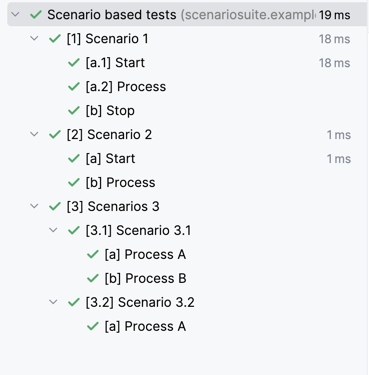 Scenario based tests (scenariosuite.exampl 19 ms
[1] Scenario 1 18 ms
[a.1] Start 18 ms
[a.2] Process
[b] Stop
[2] Scenario 2 1 ms
[a] Start 1 ms
[b] Process
[3] Scenarios 3
[3.1] Scenario 3.1
[a] Process A
[b] Process B
[3.2] Scenario 3.2
[a] Process A